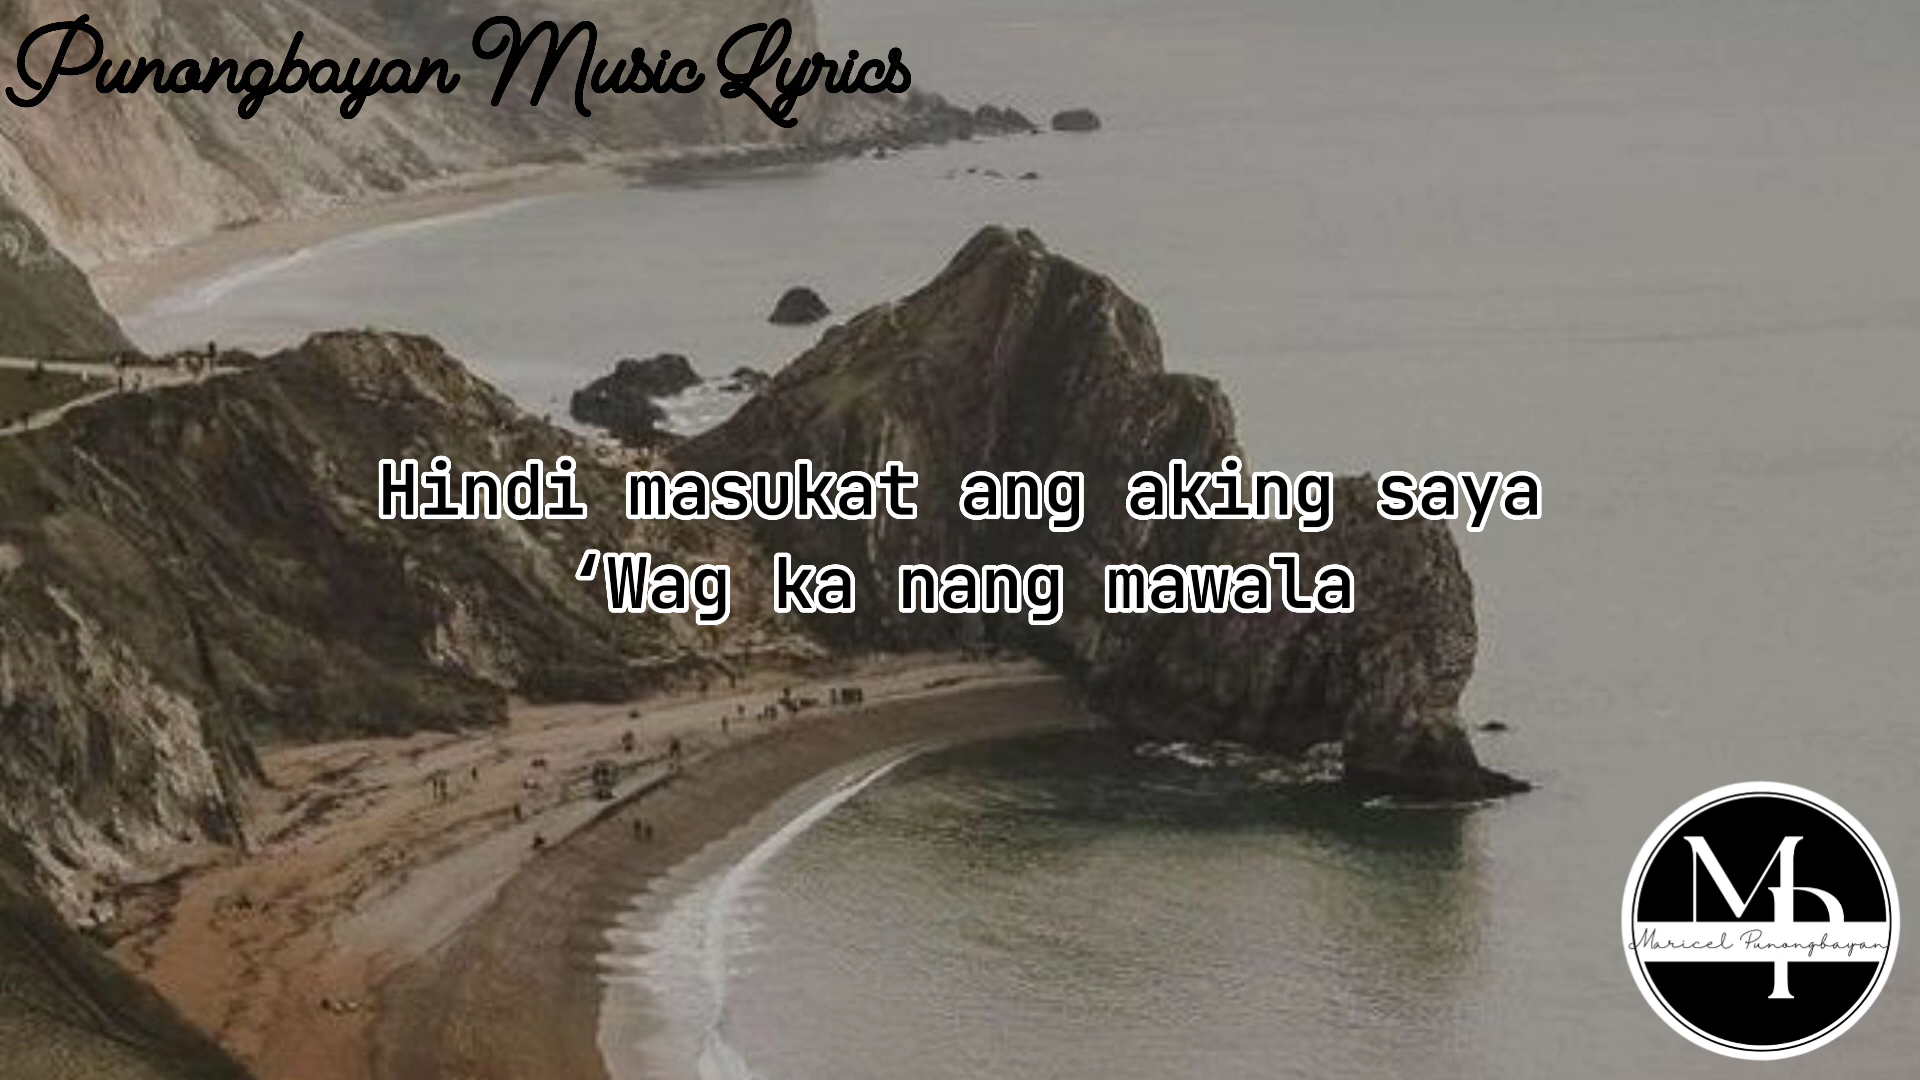 Punongbayan Music Lyrics
Hindi masukat ang aking saya
‘Wag ka nang mawala
MP
Maricel Punongbayan